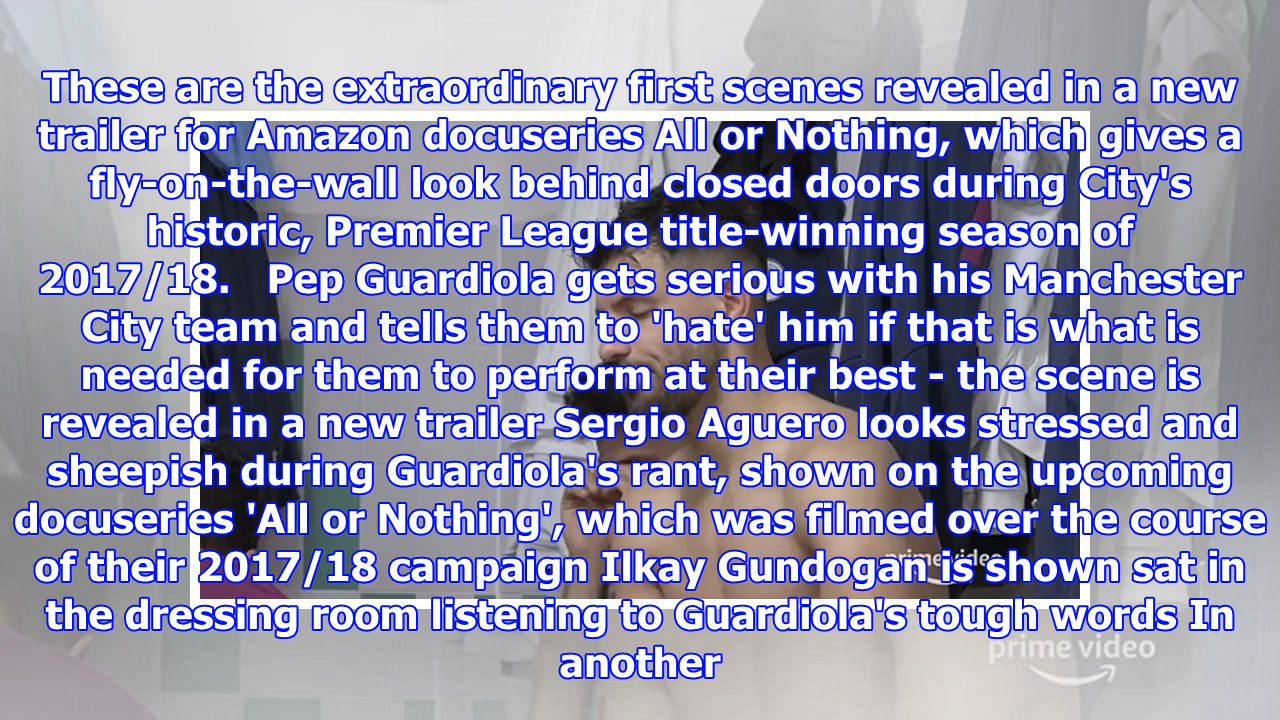 These are the extraordinary first scenes revealed in a new
trailer for Amazon docuseries All or Nothing, which gives a
fly-on-the-wall look behind closed doors during City's
historic, Premier League title-winning season of
2017/18.   Pep Guardiola gets serious with his Manchester
City team and tells them to 'hate' him if that is what is
needed for them to perform at their best - the scene is
revealed in a new trailer Sergio Aguero looks stressed and
sheepish during Guardiola's rant, shown on the upcoming
docuseries 'All or Nothing', which was filmed over the course
of their 2017/18 campaign Ilkay Gundogan is shown sat in
the dressing room listening to Guardiola's tough words In
another
prime video
prime video